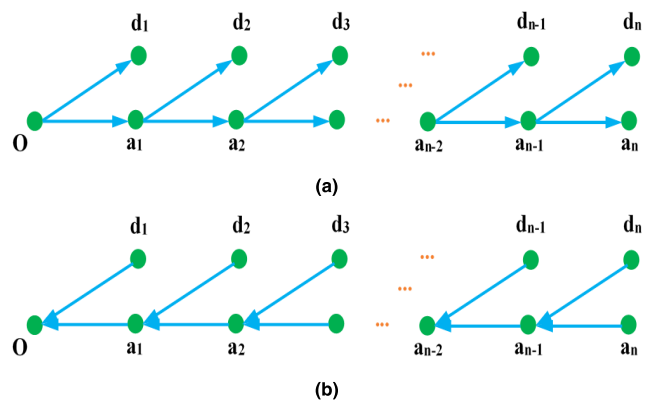 d1 d2 d3 ... dn-1 dn
...
O a1 a2 ... an-2 an-1 an
(a)
d1 d2 d3 ... dn-1 dn
...
O a1 a2 ... an-2 an-1 an
(b)